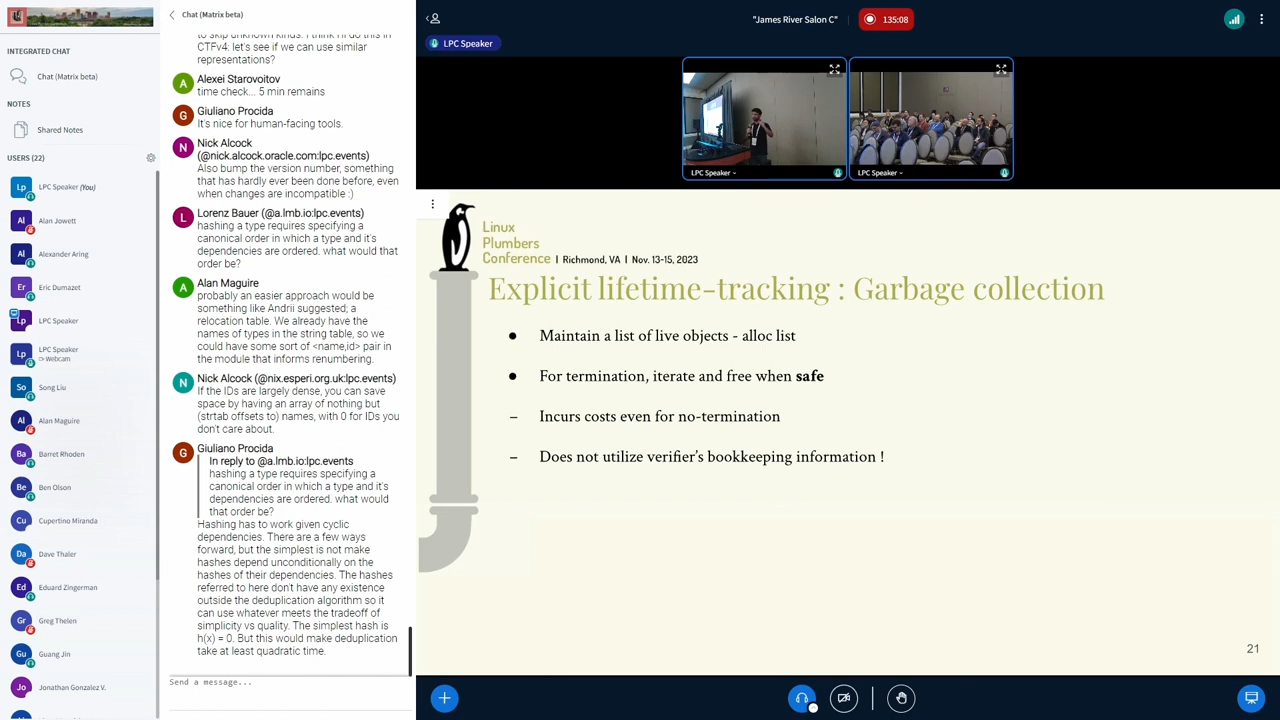 INTEGRATED CHAT
Chat (Matrix beta)
NOTES
Shared Notes
USERS (22)
Lp LPC Speaker (You)
Al Alan Jowett
Al Alexander Aring
Er Eric Dumazet
Lp LPC Speaker
Lp LPC Speaker
Webcam
So Song Liu
Al Alan Maguire
Ba Barret Rhoden
Be Ben Olson
Cu Cupertino Miranda
Da Dave Thaler
Ed Eduard Zingerman
Gr Greg Thelen
Gu Guang Jin
Jo Jonathan Gonzalez V.
Chat (Matrix beta)
to skip unknown kinds. I think I'll do this in
CTFv4: let's see if we can use similar
representations?
A Alexei Starovoitov
time check... 5 min remains
G Giuliano Procida
It's nice for human-facing tools.
N Nick Alcock
(@nick.alcock.oracle.com:lpc.events)
Also bump the version number, something
that has hardly ever been done before, even
when changes are incompatible :)
L Lorenz Bauer (@a.lmb.io:lpc.events)
hashing a type requires specifying a
canonical order in which a type and it's
dependencies are ordered. what would that
order be?
A Alan Maguire
probably an easier approach would be
something like Andrii suggested; a
relocation table. We already have the
names of types in the string table, so we
could have some sort of <name,id> pair in
the module that informs renumbering.
N Nick Alcock (@nix.esperi.org.uk:lpc.events)
If the IDs are largely dense, you can save
space by having an array of nothing but
(strtab offsets to) names, with 0 for IDs you
don't care about.
G Giuliano Procida
In reply to @a.lmb.io:lpc.events
hashing a type requires specifying a
canonical order in which a type and it's
dependencies are ordered. what would
that order be?
Hashing has to work given cyclic
dependencies. There are a few ways
forward, but the simplest is not make
hashes depend unconditionally on the
hashes of their dependencies. The hashes
referred to here don't have any existence
outside the deduplication algorithm so it
can use whatever meets the tradeoff of
simplicity vs quality. The simplest hash is
h(x) = 0. But this would make deduplication
take at least quadratic time.
Send a message...
"James River Salon C"
135:08
LPC Speaker
LPC Speaker
LPC Speaker
Linux
Plumbers
Conference | Richmond, VA | Nov. 13-15, 2023
Explicit lifetime-tracking : Garbage collection
● Maintain a list of live objects - alloc list
● For termination, iterate and free when safe
– Incurs costs even for no-termination
– Does not utilize verifier's bookkeeping information !
21